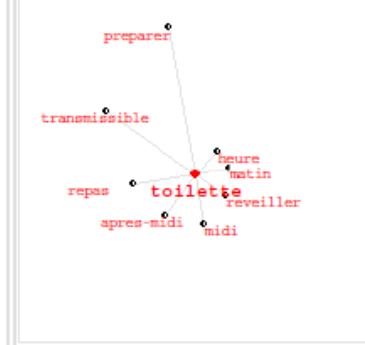 preparer
transmissible
heure
matin
repas
toilette
reveiller
apres-midi
midi